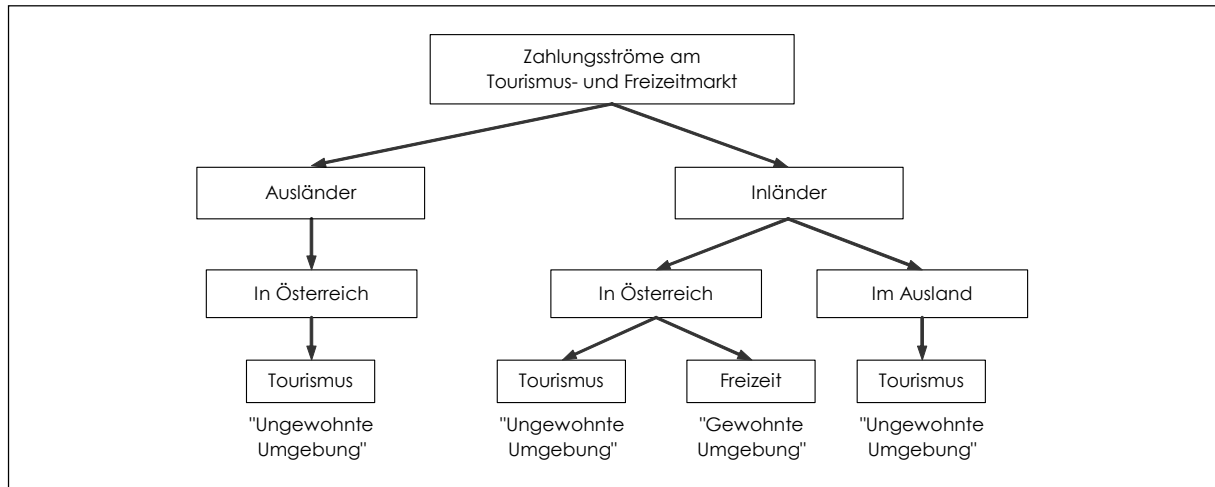 Zahlungsströme am
Tourismus- und Freizeitmarkt
Ausländer
Inländer
In Österreich
In Österreich
Im Ausland
Tourismus
Tourismus
Freizeit
Tourismus
"Ungewohnte
Umgebung"
"Ungewohnte
Umgebung"
"Gewohnte
Umgebung"
"Ungewohnte
Umgebung"